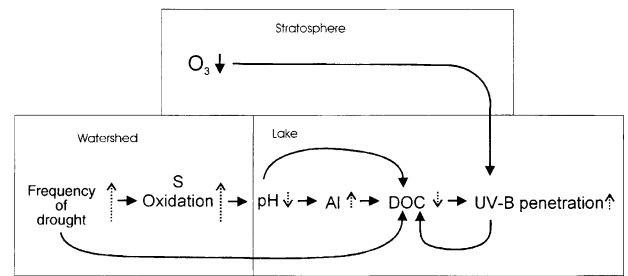 Stratosphere
O₃ ↓
Watershed
Lake
Frequency
of
drought
S
Oxidation
pH
Al
DOC
UV-B penetration